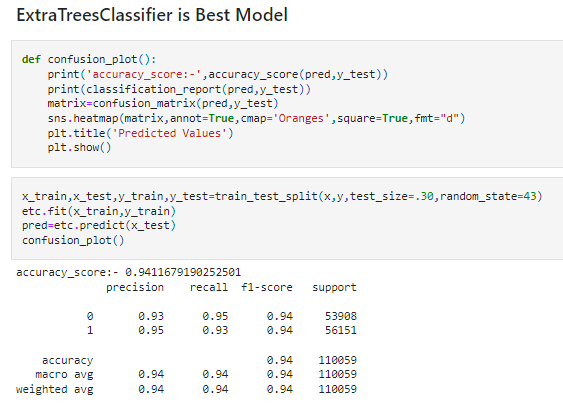 ExtraTreesClassifier is Best Model
def confusion_plot():
    print('accuracy_score:-',accuracy_score(pred,y_test))
    print(classification_report(pred,y_test))
    matrix=confusion_matrix(pred,y_test)
    sns.heatmap(matrix,annot=True,cmap='Oranges',square=True,fmt="d")
    plt.title('Predicted Values')
    plt.show()
x_train,x_test,y_train,y_test=train_test_split(x,y,test_size=.30,random_state=43)
etc.fit(x_train,y_train)
pred=etc.predict(x_test)
confusion_plot()
accuracy_score:- 0.9411679190252501
              precision    recall  f1-score   support
           0       0.93      0.95      0.94     53908
           1       0.95      0.93      0.94     56151
    accuracy                           0.94    110059
   macro avg       0.94      0.94      0.94    110059
weighted avg       0.94      0.94      0.94    110059